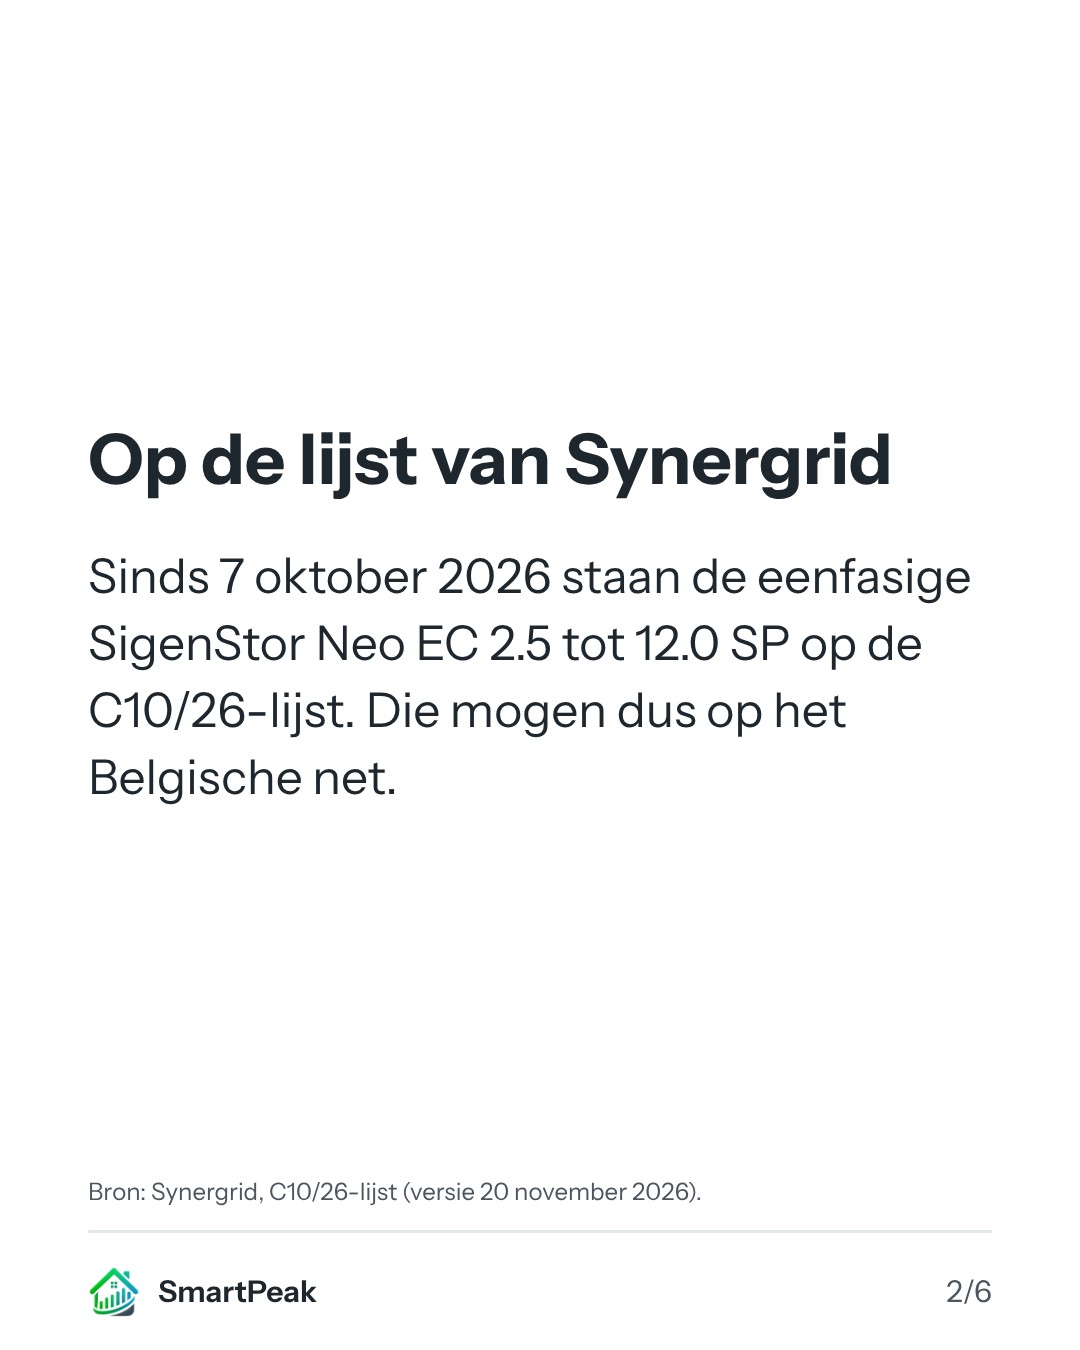 Op de lijst van Synergrid
Sinds 7 oktober 2026 staan de eenfasige
SigenStor Neo EC 2.5 tot 12.0 SP op de
C10/26-lijst. Die mogen dus op het
Belgische net.
Bron: Synergrid, C10/26-lijst (versie 20 november 2026).
SmartPeak
2/6